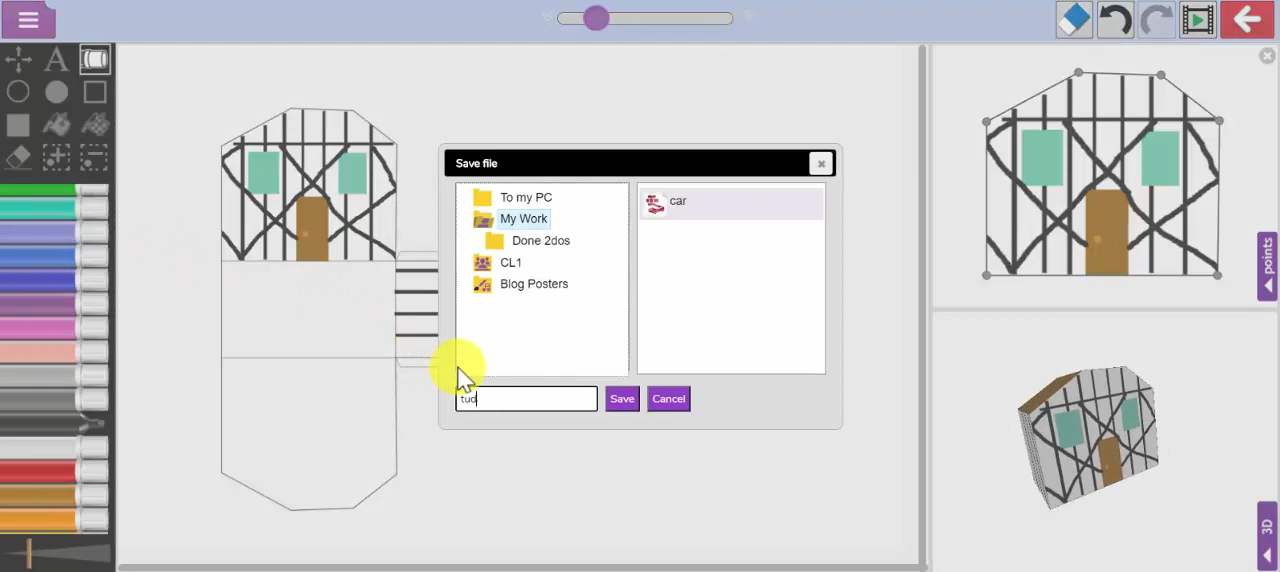 A
Save file
To my PC
car
My Work
Done 2dos
CL1
Blog Posters
tud
Save
Cancel
points
3D